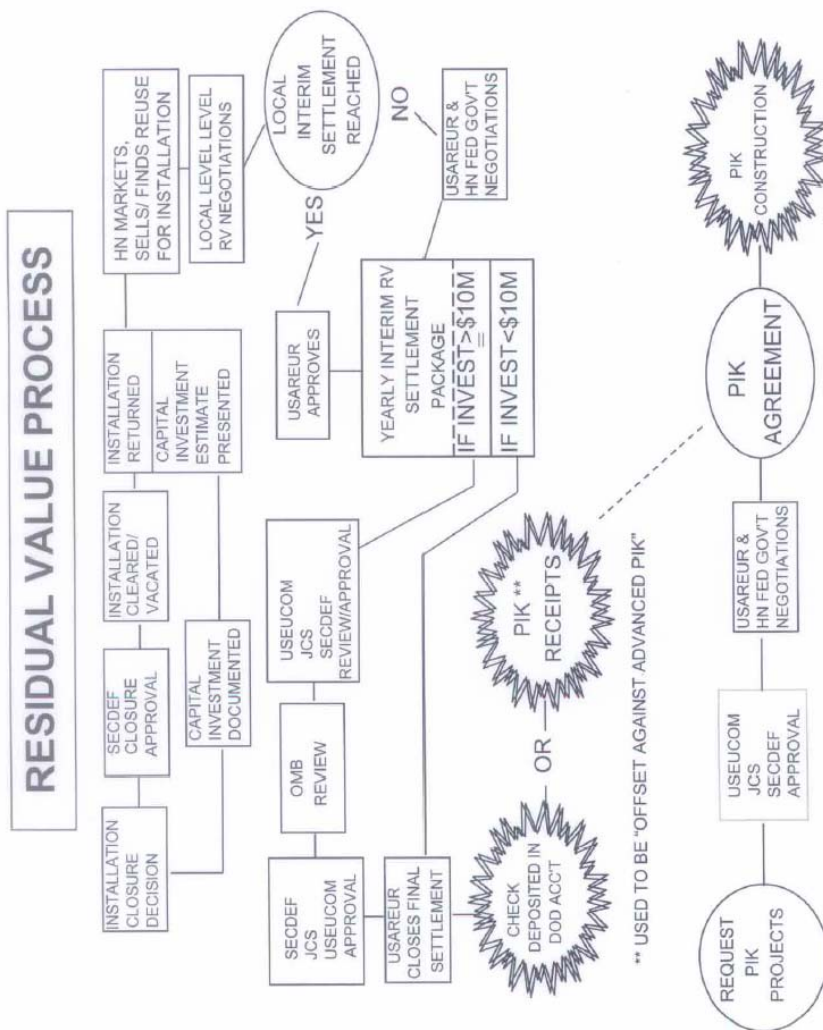 RESIDUAL VALUE PROCESS
INSTALLATION
CLOSURE
DECISION
SECDEF
CLOSURE
APPROVAL
INSTALLATION
CLEARED/
VACATED
INSTALLATION
RETURNED
CAPITAL
INVESTMENT
ESTIMATE
PRESENTED
HN MARKETS,
SELLS/ FINDS REUSE
FOR INSTALLATION
CAPITAL
INVESTMENT
DOCUMENTED
LOCAL LEVEL LEVEL
RV NEGOTIATIONS
LOCAL
INTERIM
SETTLEMENT
REACHED
YES
NO
USAREUR
APPROVES
USAREUR &
HN FED GOV'T
NEGOTIATIONS
YEARLY INTERIM RV
SETTLEMENT
PACKAGE
IF INVEST>$10M
=
IF INVEST<$10M
USEUCOM
JCS
SECDEF
REVIEW/APPROVAL
OMB
REVIEW
SECDEF
JCS
USEUCOM
APPROVAL
USAREUR
CLOSES FINAL
SETTLEMENT
CHECK
DEPOSITED IN
DOD ACC'T
OR
PIK **
RECEIPTS
** USED TO BE "OFFSET AGAINST ADVANCED PIK"
REQUEST
PIK
PROJECTS
USEUCOM
JCS
SECDEF
APPROVAL
USAREUR &
HN FED GOV'T
NEGOTIATIONS
PIK
AGREEMENT
PIK
CONSTRUCTION